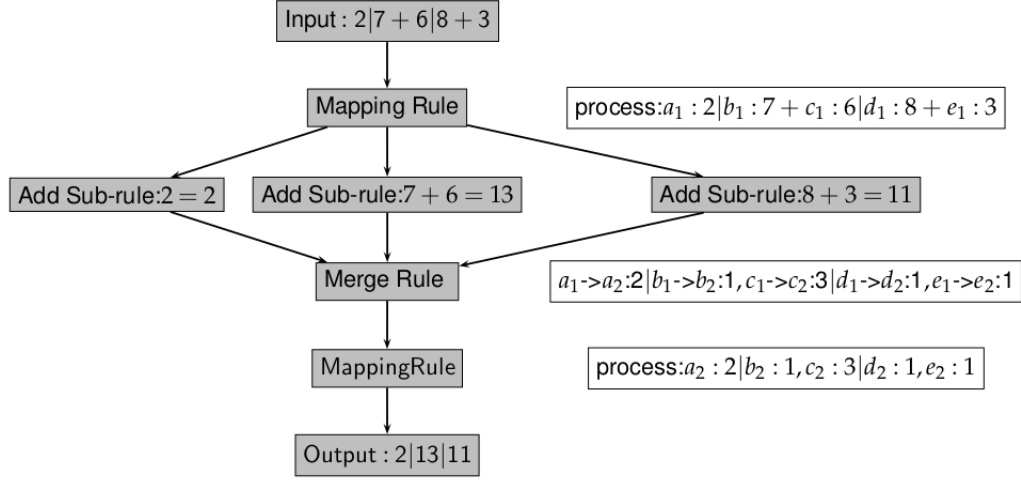 Input : 2|7 + 6|8 + 3
Mapping Rule
process:a₁ : 2|b₁ : 7 + c₁ : 6|d₁ : 8 + e₁ : 3
Add Sub-rule:2 = 2
Add Sub-rule:7 + 6 = 13
Add Sub-rule:8 + 3 = 11
Merge Rule
a₁->a₂:2|b₁->b₂:1,c₁->c₂:3|d₁->d₂:1,e₁->e₂:1
MappingRule
process:a₂ : 2|b₂ : 1,c₂ : 3|d₂ : 1,e₂ : 1
Output : 2|13|11